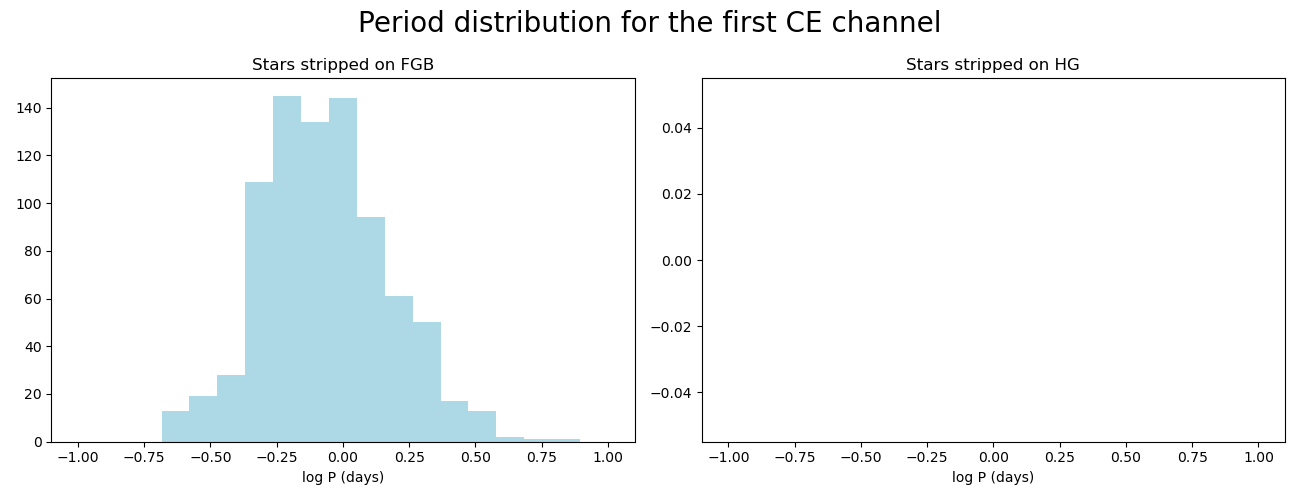 Period distribution for the first CE channel
Stars stripped on FGB
140
120
100
80
60
40
20
0
−1.00 −0.75 −0.50 −0.25 0.00 0.25 0.50 0.75 1.00
log P (days)
Stars stripped on HG
0.04
0.02
0.00
−0.02
−0.04
−1.00 −0.75 −0.50 −0.25 0.00 0.25 0.50 0.75 1.00
log P (days)